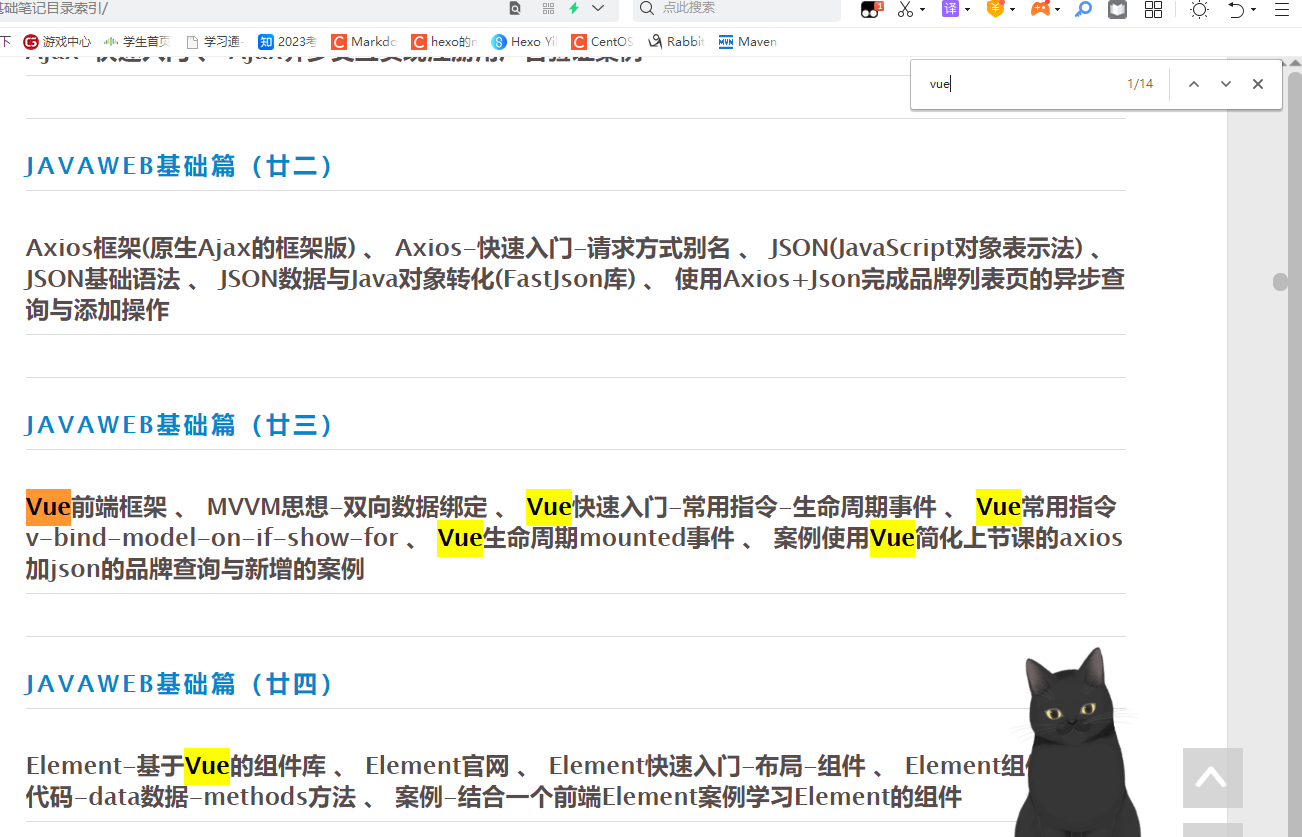 基础笔记目录索引/
点此搜索
1
译
下 游戏中心 学生首页 学习通- 知 2023考 C Markdo C hexo的n Hexo Yil C CentOS Rabbit Maven
vue 1/14
JAVAWEB基础篇（廿二）
Axios框架(原生Ajax的框架版) 、 Axios-快速入门-请求方式别名 、 JSON(JavaScript对象表示法) 、
JSON基础语法 、 JSON数据与Java对象转化(FastJson库) 、 使用Axios+Json完成品牌列表页的异步查
询与添加操作
JAVAWEB基础篇（廿三）
Vue前端框架 、 MVVM思想-双向数据绑定 、 Vue快速入门-常用指令-生命周期事件 、 Vue常用指令
v-bind-model-on-if-show-for 、 Vue生命周期mounted事件 、 案例使用Vue简化上节课的axios
加json的品牌查询与新增的案例
JAVAWEB基础篇（廿四）
Element-基于Vue的组件库 、 Element官网 、 Element快速入门-布局-组件 、 Element组
代码-data数据-methods方法 、 案例-结合一个前端Element案例学习Element的组件